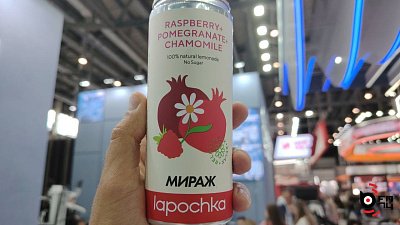 RASPBERRY+
POMEGRANATE+
CHAMOMILE
100% natural lemonade
No Sugar
МИРАЖ
lapochka